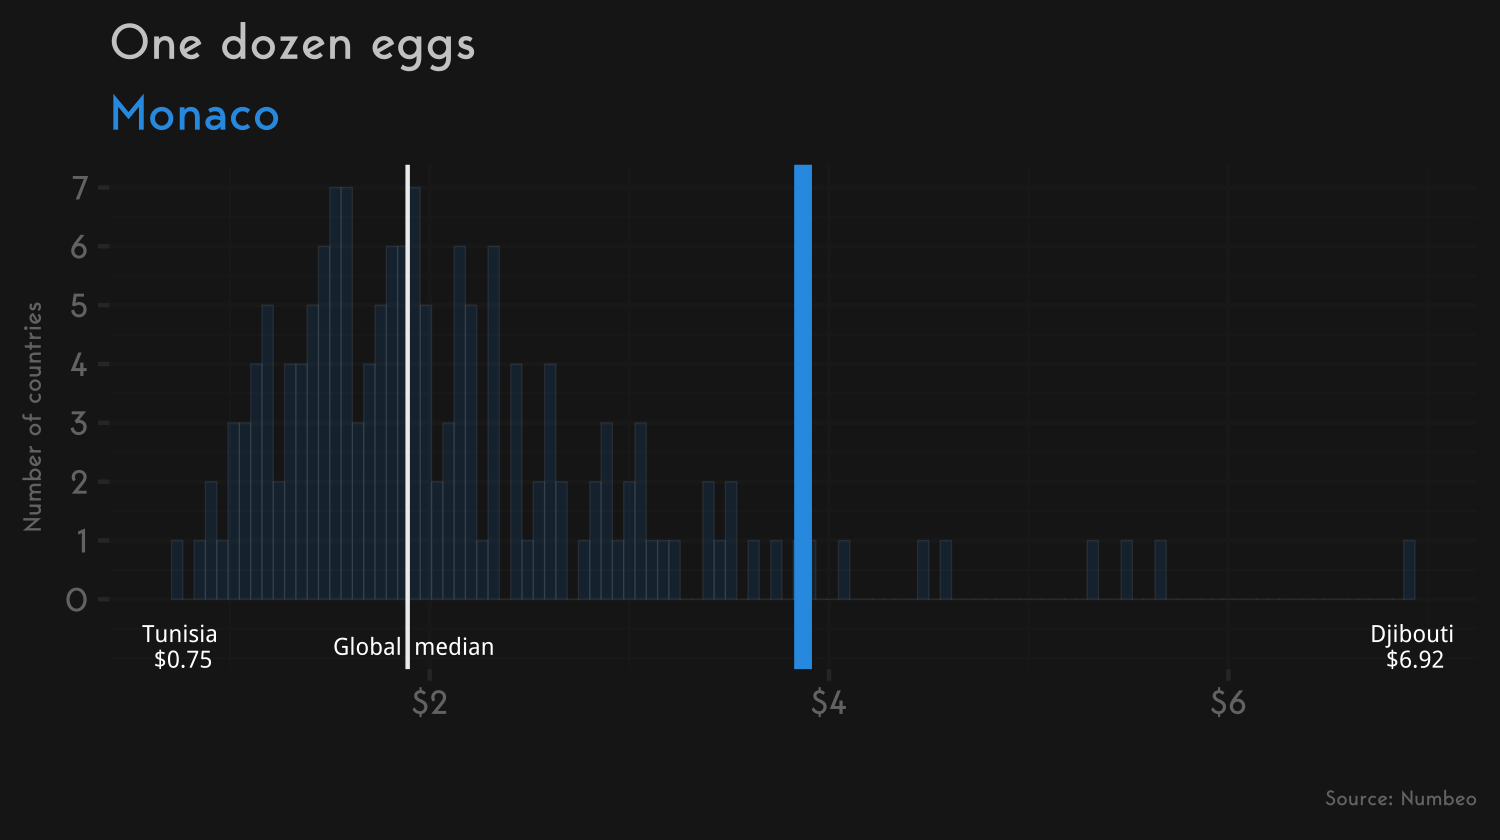 One dozen eggs
Monaco
Number of countries
7
6
5
4
3
2
1
0
Tunisia
$0.75
Global median
Djibouti
$6.92
$2
$4
$6
Source: Numbeo